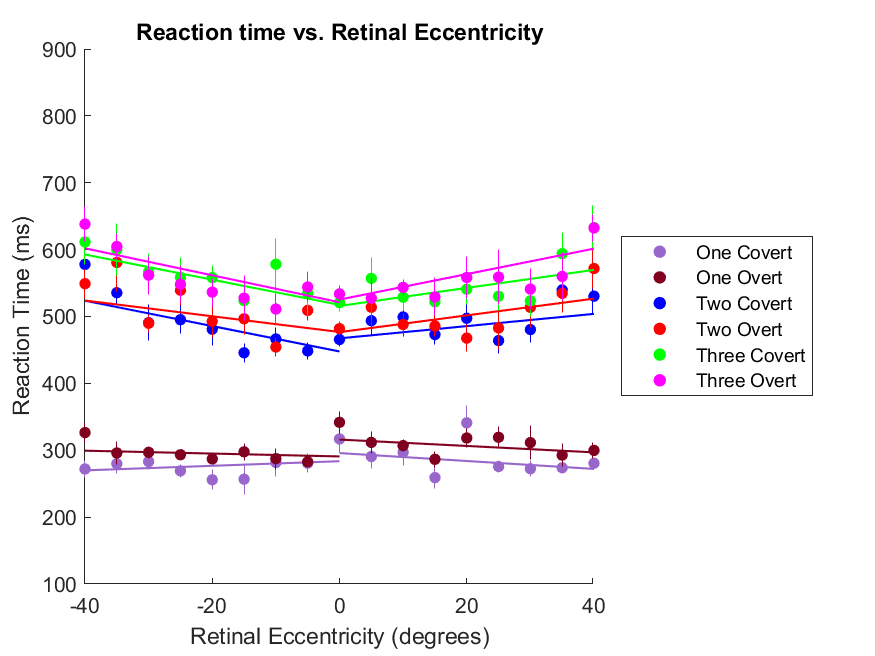 Reaction time vs. Retinal Eccentricity
900
800
700
600
500
400
300
200
100
Reaction Time (ms)
-40
-20
0
20
40
Retinal Eccentricity (degrees)
One Covert
One Overt
Two Covert
Two Overt
Three Covert
Three Overt